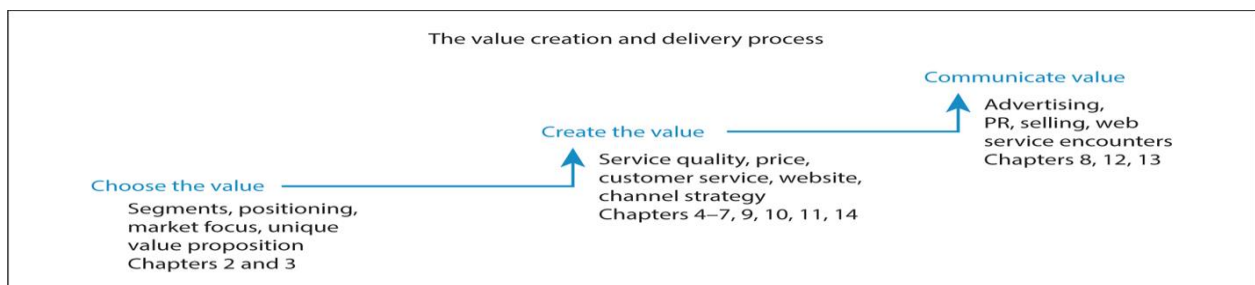 The value creation and delivery process
Choose the value
Segments, positioning,
market focus, unique
value proposition
Chapters 2 and 3
Create the value
Service quality, price,
customer service, website,
channel strategy
Chapters 4–7, 9, 10, 11, 14
Communicate value
Advertising,
PR, selling, web
service encounters
Chapters 8, 12, 13